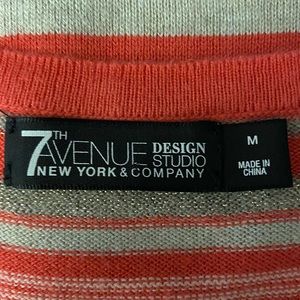 7TH AVENUE DESIGN STUDIO
NEW YORK & COMPANY
M
MADE IN
CHINA